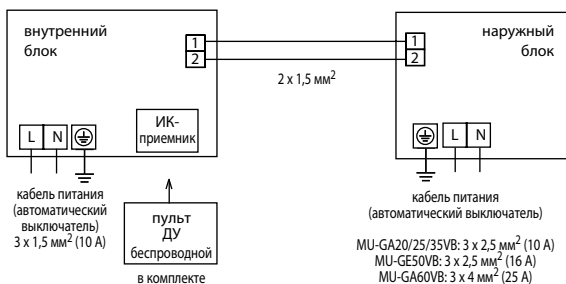 внутренний
блок
1
2
2 x 1,5 мм²
1
2
наружный
блок
L N
ИК-
приемник
L N
кабель питания
(автоматический
выключатель)
3 x 1,5 мм² (10 А)
пульт
ДУ
беспроводной
в комплекте
кабель питания
(автоматический выключатель)
MU-GA20/25/35VB: 3 x 2,5 мм² (10 А)
MU-GE50VB: 3 x 2,5 мм² (16 А)
MU-GA60VB: 3 x 4 мм² (25 А)